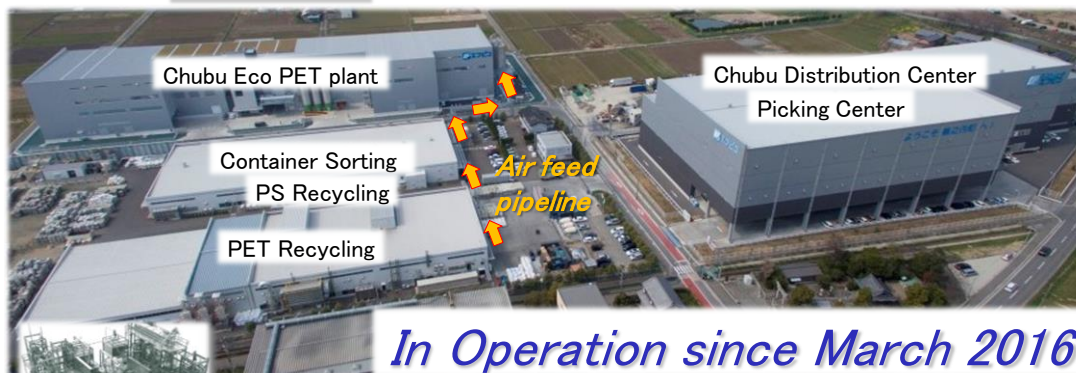 Chubu Eco PET plant
Chubu Distribution Center
Picking Center
Container Sorting
PS Recycling
Air feed
pipeline
PET Recycling
In Operation since March 2016